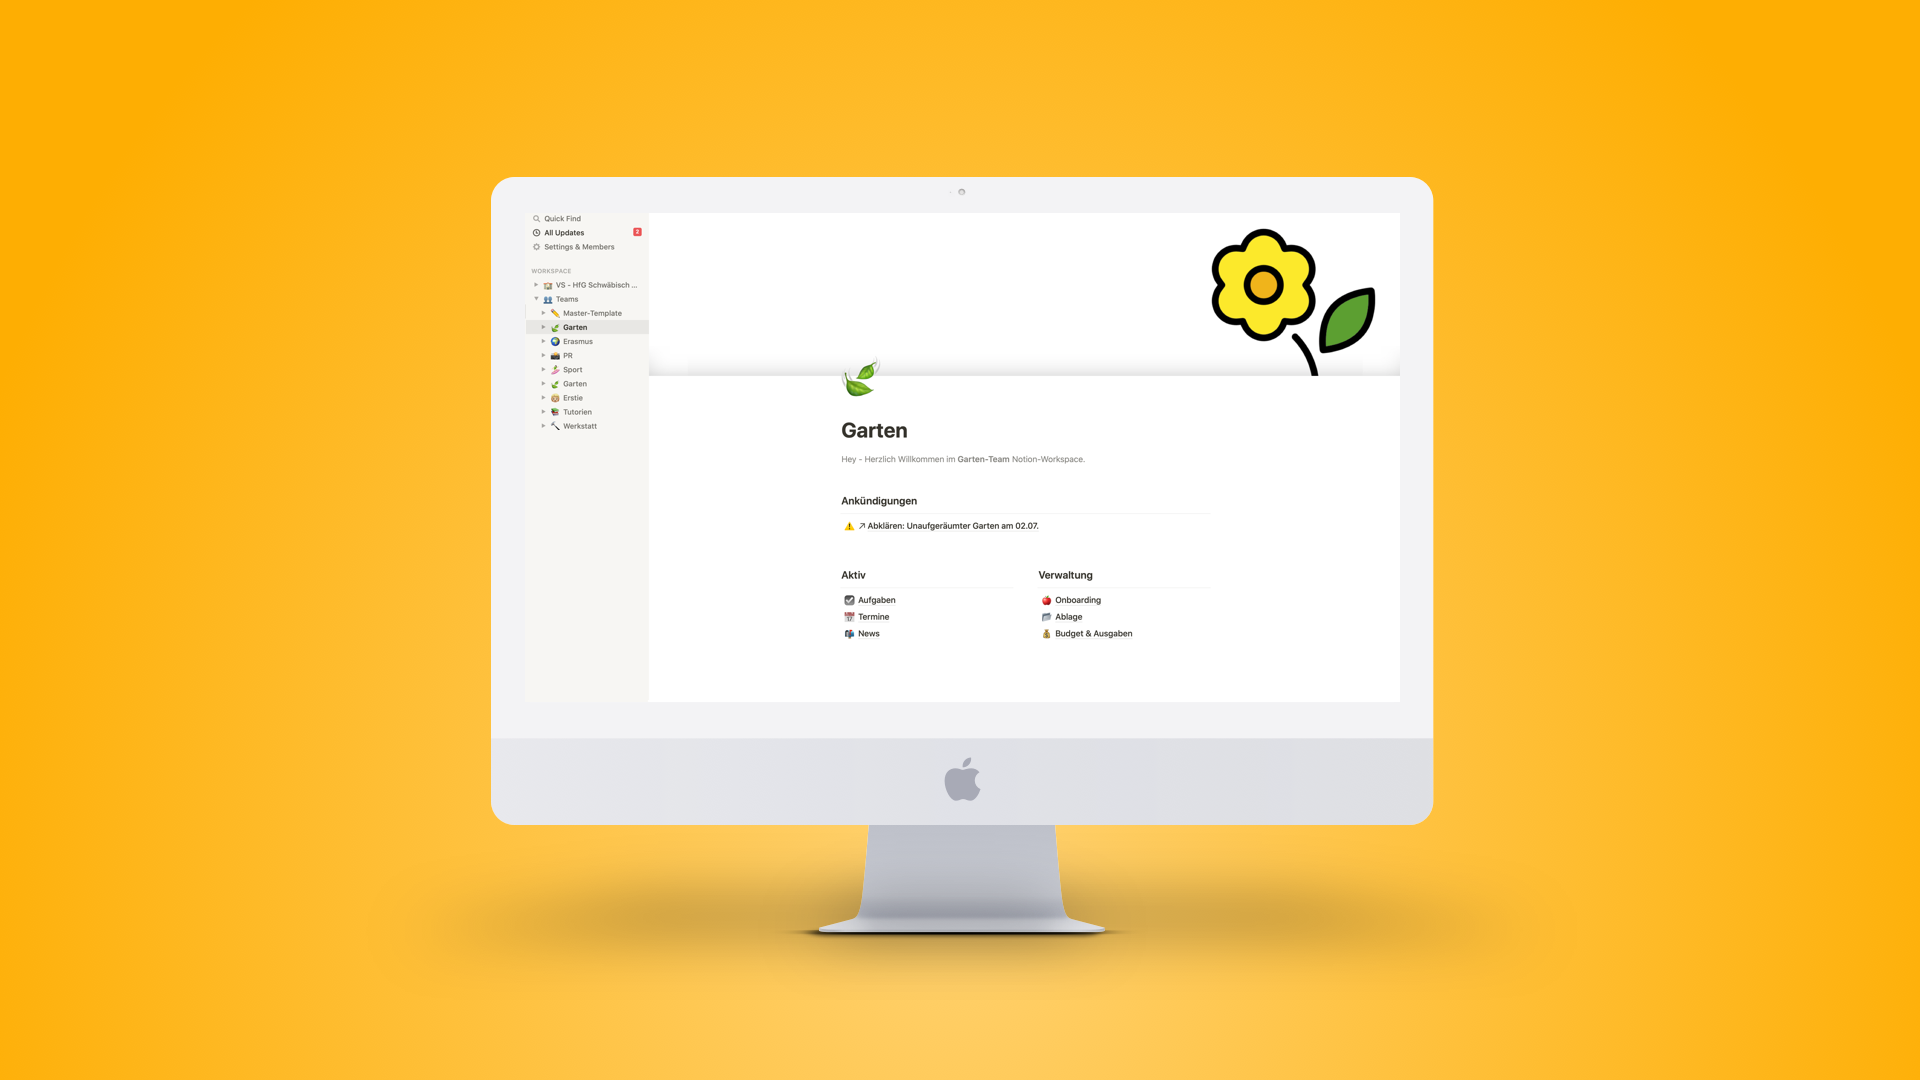 Quick Find
All Updates 2
Settings & Members
WORKSPACE
VS - HfG Schwäbisch ...
Teams
Master-Template
Garten
Erasmus
PR
Sport
Garten
Erstie
Tutorien
Werkstatt
Garten
Hey - Herzlich Willkommen im Garten-Team Notion-Workspace.
Ankündigungen
Abklären: Unaufgeräumter Garten am 02.07.
Aktiv
Aufgaben
Termine
News
Verwaltung
Onboarding
Ablage
Budget & Ausgaben